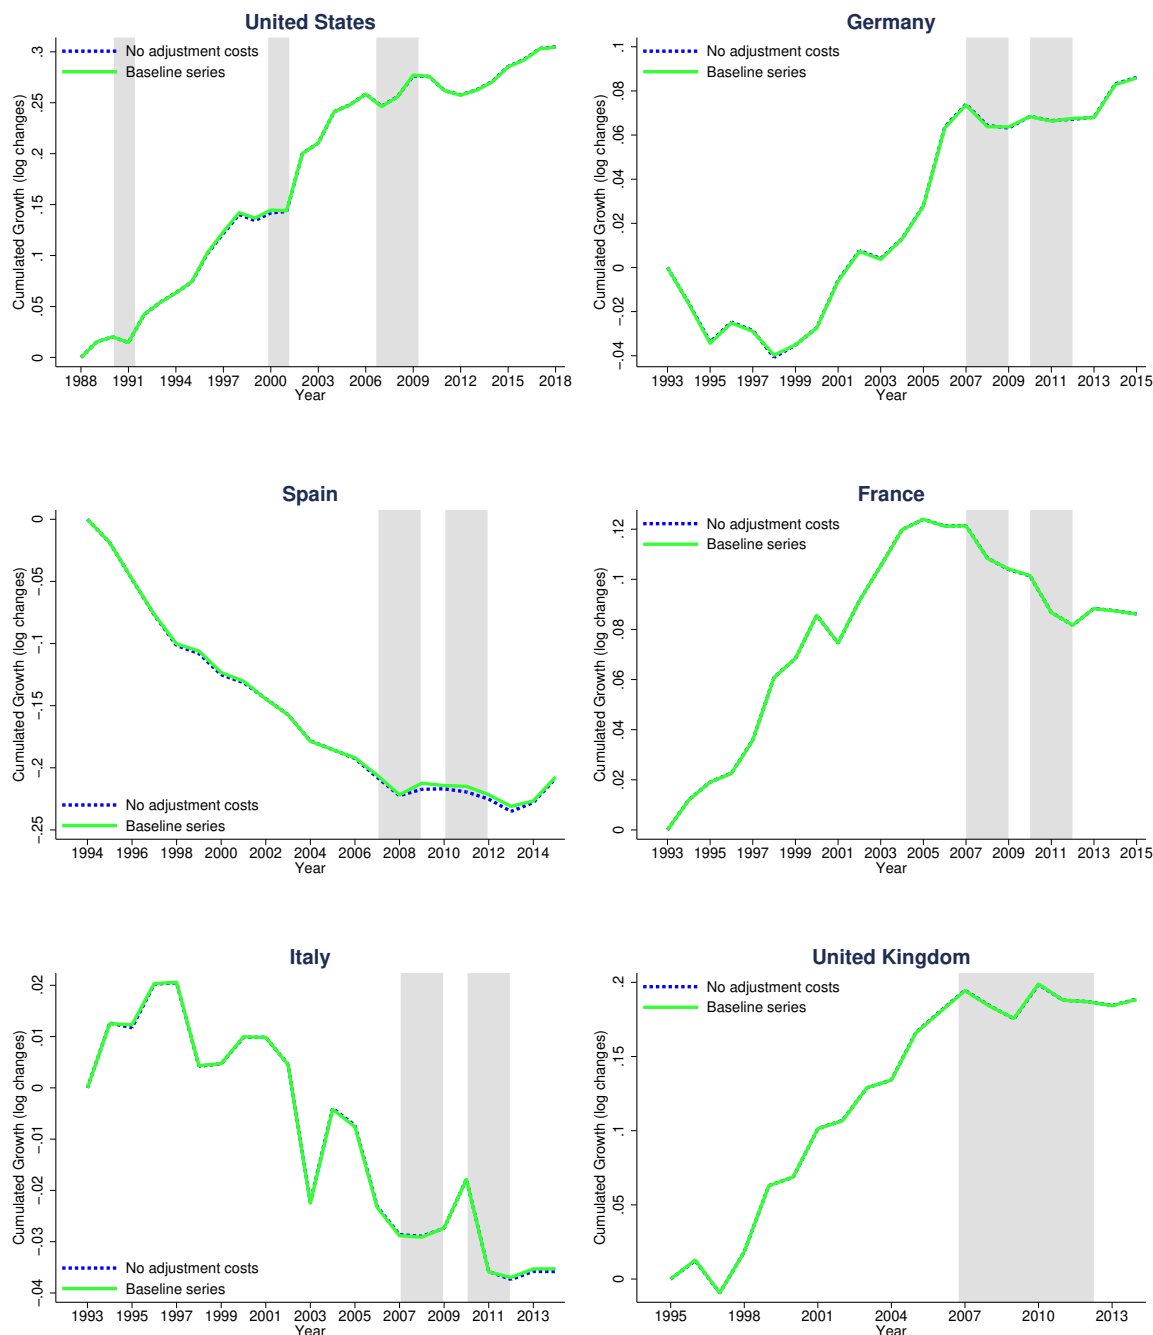 United States
No adjustment costs
Baseline series
Cumulated Growth (log changes)
.3
.25
.2
.15
.1
.05
0
1988 1991 1994 1997 2000 2003 2006 2009 2012 2015 2018
Year
Germany
No adjustment costs
Baseline series
Cumulated Growth (log changes)
.1
.08
.06
.04
.02
0
-.02
-.04
1993 1995 1997 1999 2001 2003 2005 2007 2009 2011 2013 2015
Year
Spain
Cumulated Growth (log changes)
0
-.05
-.1
-.15
-.2
-.25
No adjustment costs
Baseline series
1994 1996 1998 2000 2002 2004 2006 2008 2010 2012 2014
Year
France
No adjustment costs
Baseline series
Cumulated Growth (log changes)
.12
.1
.08
.06
.04
.02
0
1993 1995 1997 1999 2001 2003 2005 2007 2009 2011 2013 2015
Year
Italy
Cumulated Growth (log changes)
.02
.01
0
-.01
-.02
-.03
-.04
No adjustment costs
Baseline series
1993 1995 1997 1999 2001 2003 2005 2007 2009 2011 2013
Year
United Kingdom
No adjustment costs
Baseline series
Cumulated Growth (log changes)
.2
.15
.1
.05
0
1995 1998 2001 2004 2007 2010 2013
Year